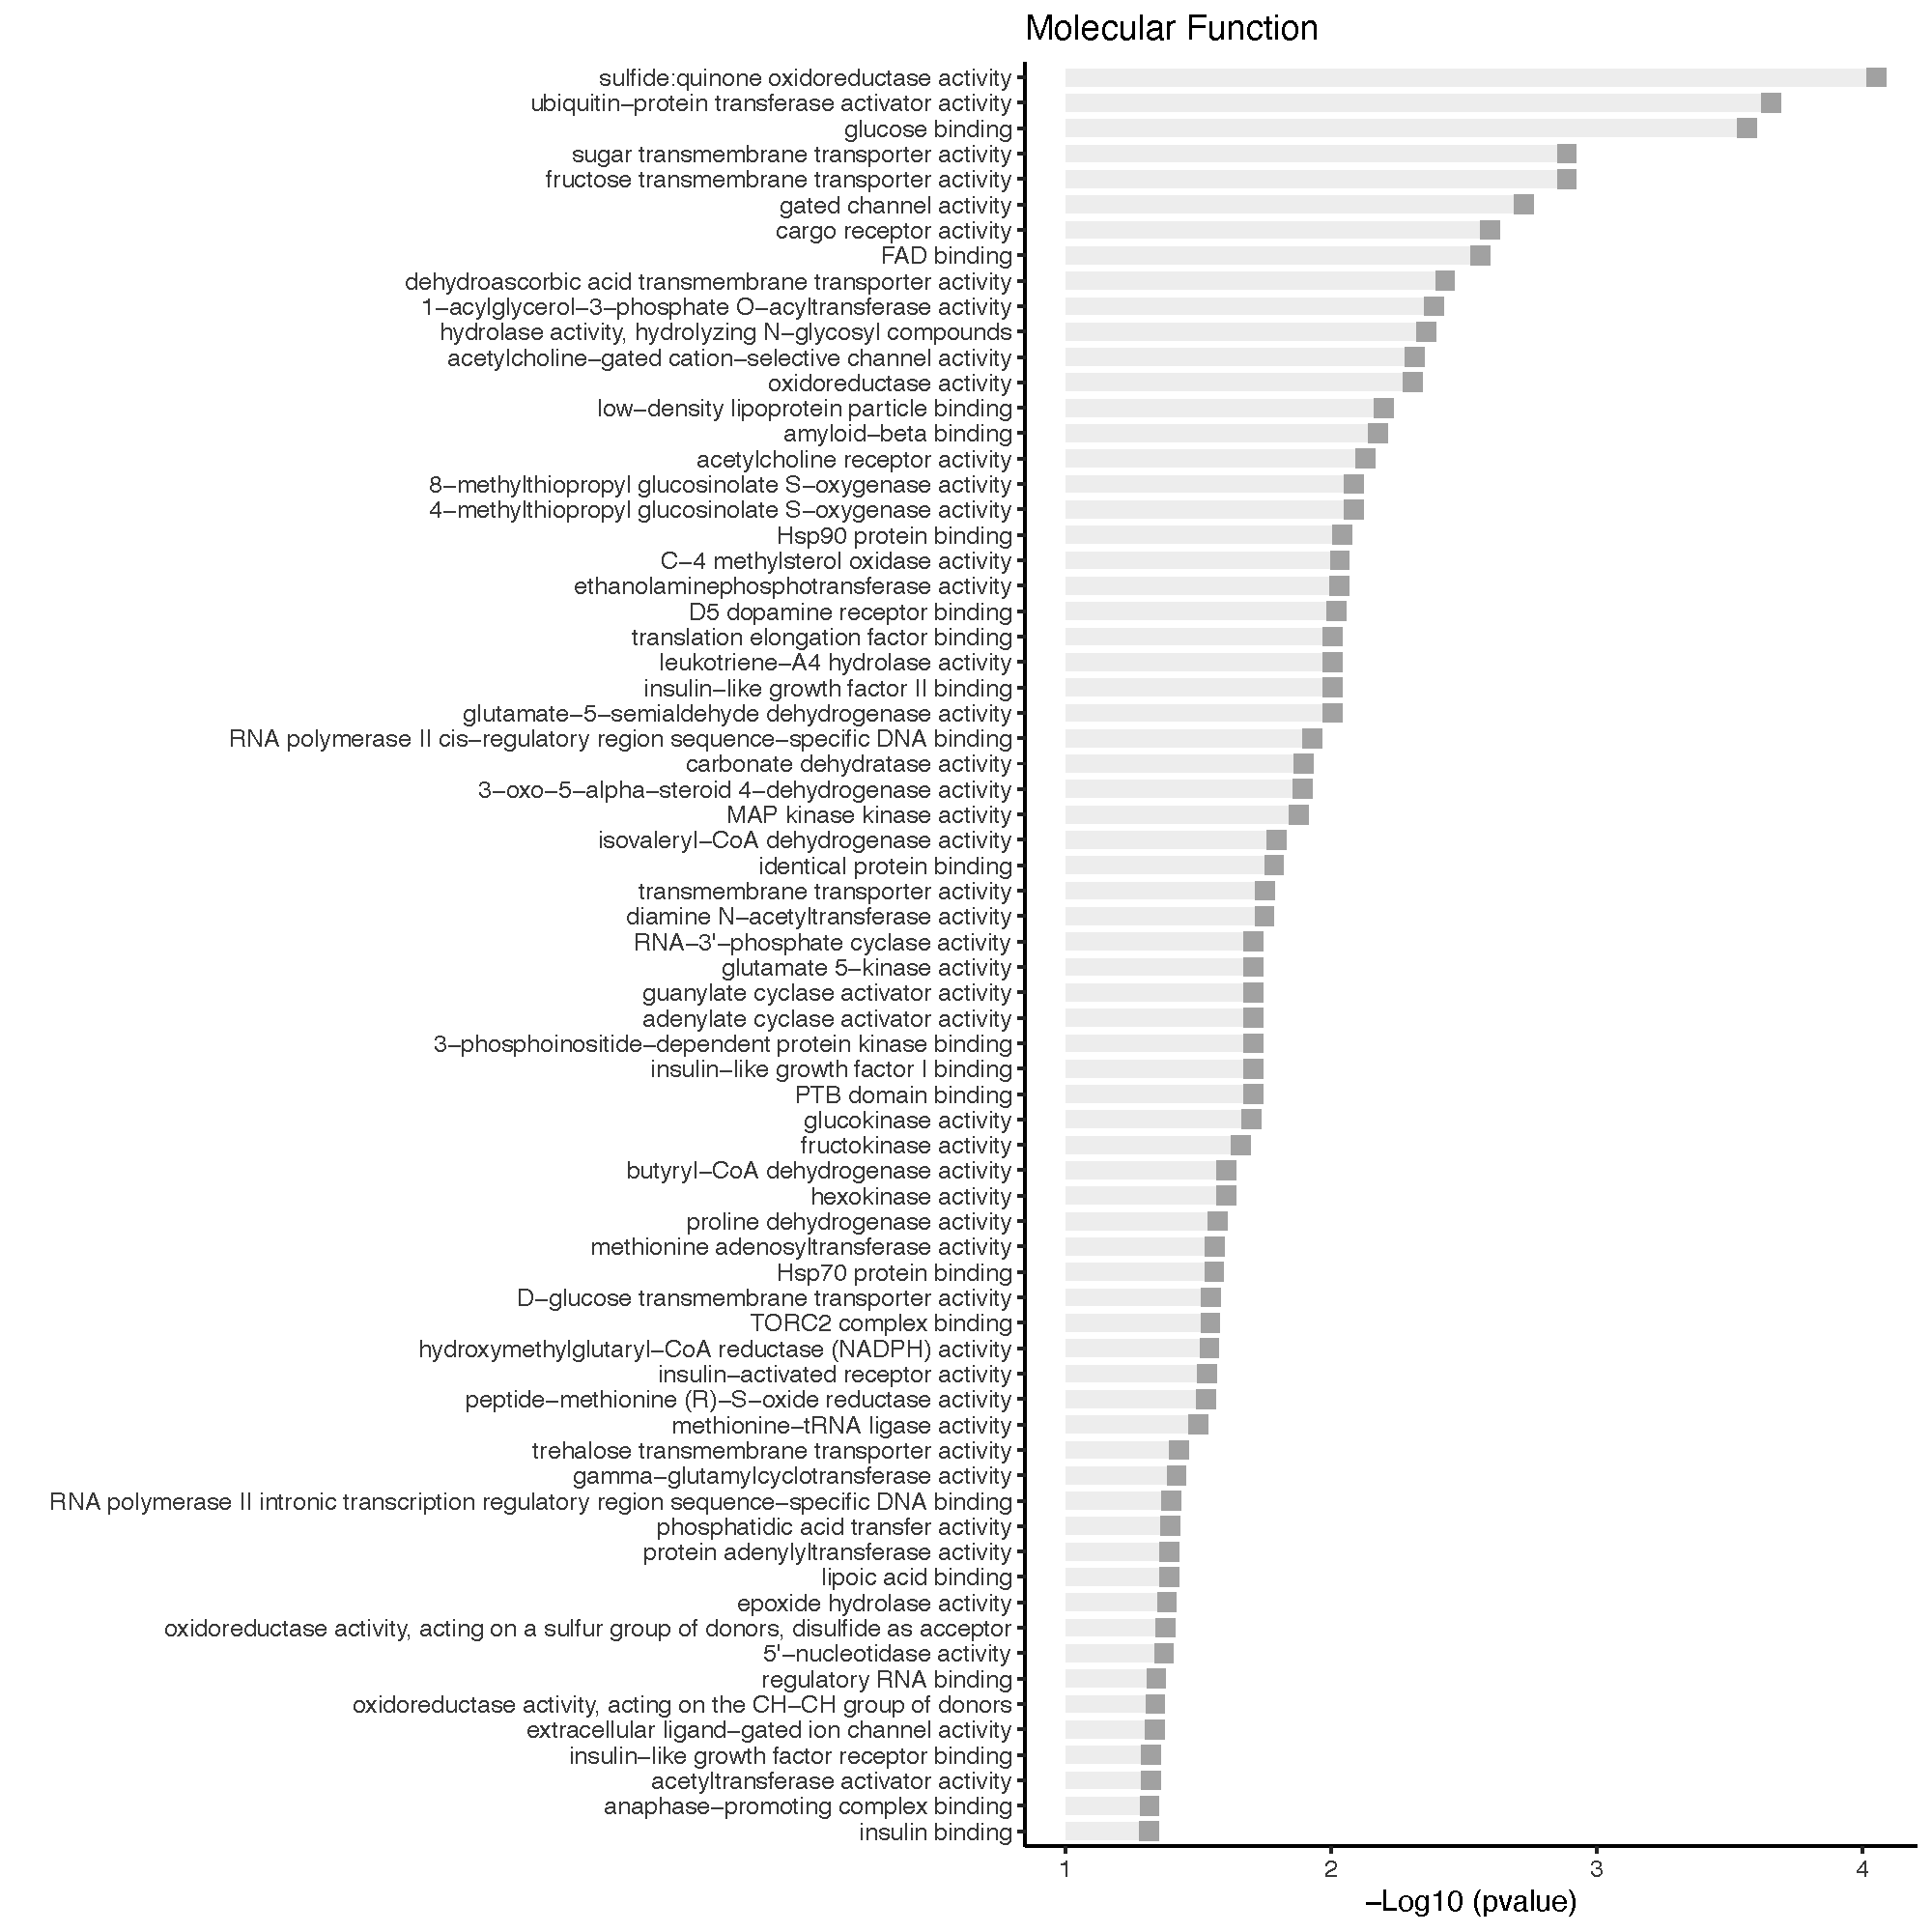 Molecular Function
sulfide:quinone oxidoreductase activity
ubiquitin−protein transferase activator activity
glucose binding
sugar transmembrane transporter activity
fructose transmembrane transporter activity
gated channel activity
cargo receptor activity
FAD binding
dehydroascorbic acid transmembrane transporter activity
1−acylglycerol−3−phosphate O−acyltransferase activity
hydrolase activity, hydrolyzing N−glycosyl compounds
acetylcholine−gated cation−selective channel activity
oxidoreductase activity
low−density lipoprotein particle binding
amyloid−beta binding
acetylcholine receptor activity
8−methylthiopropyl glucosinolate S−oxygenase activity
4−methylthiopropyl glucosinolate S−oxygenase activity
Hsp90 protein binding
C−4 methylsterol oxidase activity
ethanolaminephosphotransferase activity
D5 dopamine receptor binding
translation elongation factor binding
leukotriene−A4 hydrolase activity
insulin−like growth factor II binding
glutamate−5−semialdehyde dehydrogenase activity
RNA polymerase II cis−regulatory region sequence−specific DNA binding
carbonate dehydratase activity
3−oxo−5−alpha−steroid 4−dehydrogenase activity
MAP kinase kinase activity
isovaleryl−CoA dehydrogenase activity
identical protein binding
transmembrane transporter activity
diamine N−acetyltransferase activity
RNA−3'−phosphate cyclase activity
glutamate 5−kinase activity
guanylate cyclase activator activity
adenylate cyclase activator activity
3−phosphoinositide−dependent protein kinase binding
insulin−like growth factor I binding
PTB domain binding
glucokinase activity
fructokinase activity
butyryl−CoA dehydrogenase activity
hexokinase activity
proline dehydrogenase activity
methionine adenosyltransferase activity
Hsp70 protein binding
D−glucose transmembrane transporter activity
TORC2 complex binding
hydroxymethylglutaryl−CoA reductase (NADPH) activity
insulin−activated receptor activity
peptide−methionine (R)−S−oxide reductase activity
methionine−tRNA ligase activity
trehalose transmembrane transporter activity
gamma−glutamylcyclotransferase activity
RNA polymerase II intronic transcription regulatory region sequence−specific DNA binding
phosphatidic acid transfer activity
protein adenylyltransferase activity
lipoic acid binding
epoxide hydrolase activity
oxidoreductase activity, acting on a sulfur group of donors, disulfide as acceptor
5'−nucleotidase activity
regulatory RNA binding
oxidoreductase activity, acting on the CH−CH group of donors
extracellular ligand−gated ion channel activity
insulin−like growth factor receptor binding
acetyltransferase activator activity
anaphase−promoting complex binding
insulin binding
1 2 3 4
−Log10 (pvalue)